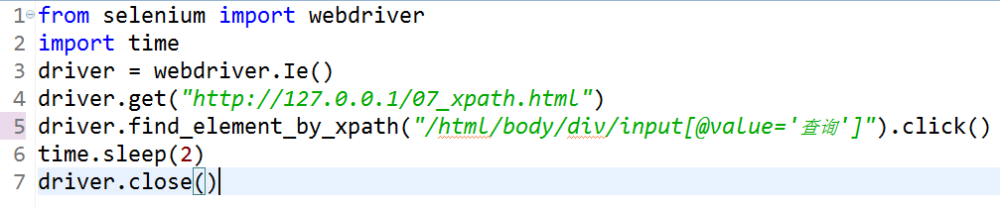 1 from selenium import webdriver
2 import time
3 driver = webdriver.Ie()
4 driver.get("http://127.0.0.1/07_xpath.html")
5 driver.find_element_by_xpath("/html/body/div/input[@value='查询']").click()
6 time.sleep(2)
7 driver.close()